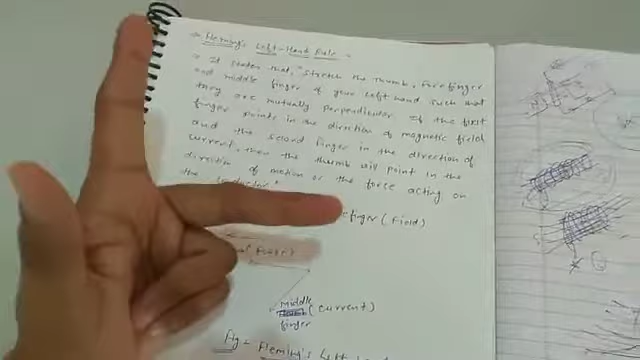 Fleming's Left-Hand Rule -
It states that, "stretch the thumb, forefinger
and middle finger of your left hand such that
they are mutually perpendicular. If the first
finger points in the direction of magnetic field
and the second finger in the direction of
current, then the thumb will point in the
direction of motion or the force acting on
the conductor"
(Field)
Middle
finger
(current)
Fig - Fleming's Left